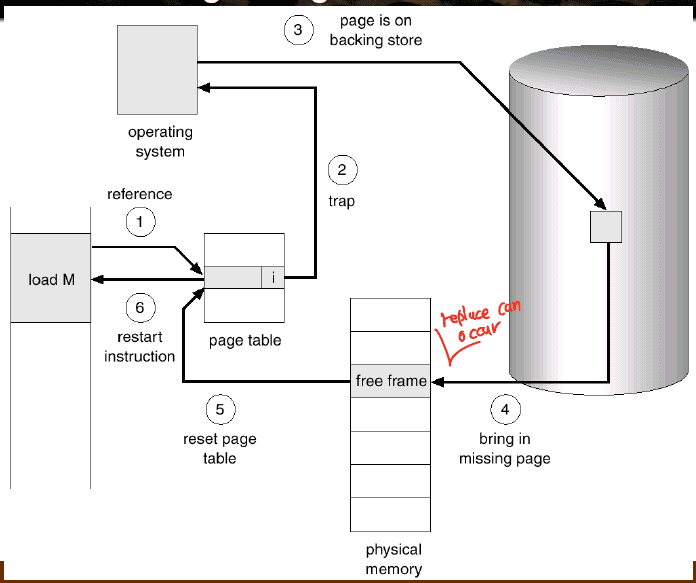 3
page is on
backing store
operating
system
2
trap
reference
1
load M
i
6
restart
instruction
page table
replace can
occur
free frame
5
reset page
table
4
bring in
missing page
physical
memory